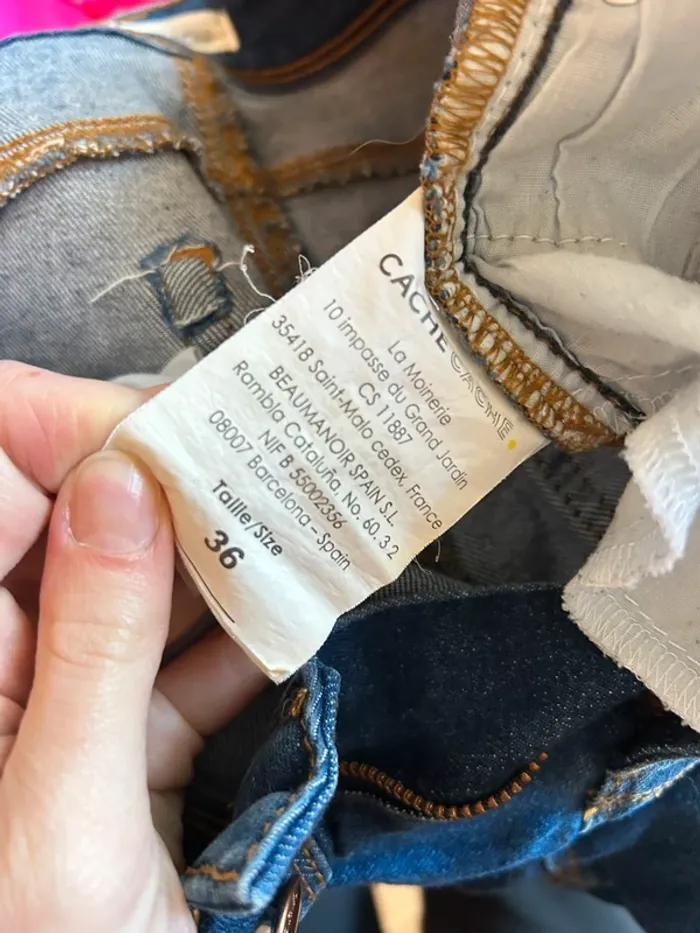 CACHE CACHE
La Moinerie
10 impasse du Grand Jardin
CS 11887
35418 Saint-Malo cedex, France
BEAUMANOIR SPAIN S.L.
Rambla Cataluña, No. 60. 3 2
NIF B 55002356
08007 Barcelona - Spain
Taille/Size
36